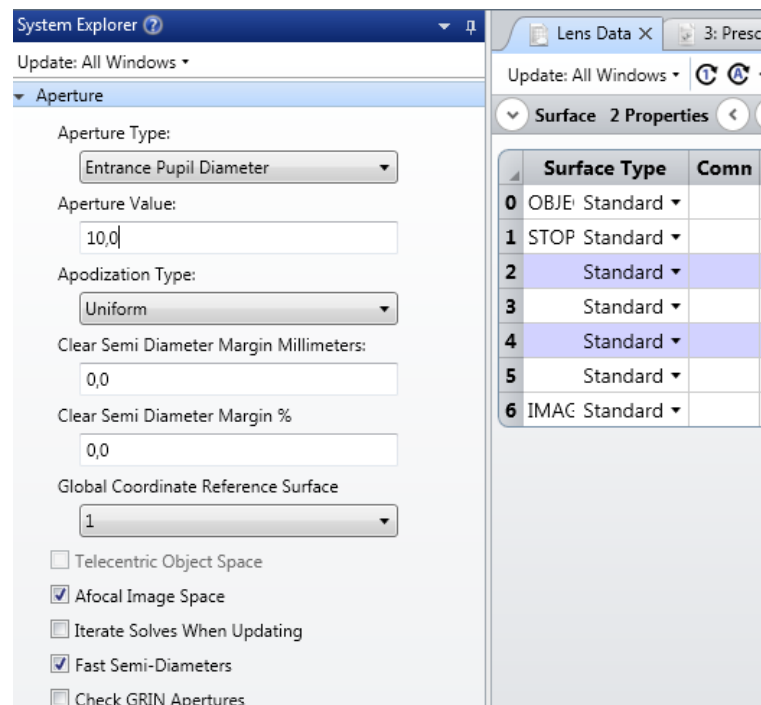 System Explorer
Update: All Windows
Aperture
Aperture Type:
Entrance Pupil Diameter
Aperture Value:
10,0
Apodization Type:
Uniform
Clear Semi Diameter Margin Millimeters:
0,0
Clear Semi Diameter Margin %
0,0
Global Coordinate Reference Surface
1
Telecentric Object Space
Afocal Image Space
Iterate Solves When Updating
Fast Semi-Diameters
Check GRIN Apertures
Lens Data X 3: Presc
Update: All Windows
Surface 2 Properties
Surface Type Comn
0 OBJE Standard
1 STOP Standard
2 Standard
3 Standard
4 Standard
5 Standard
6 IMAG Standard